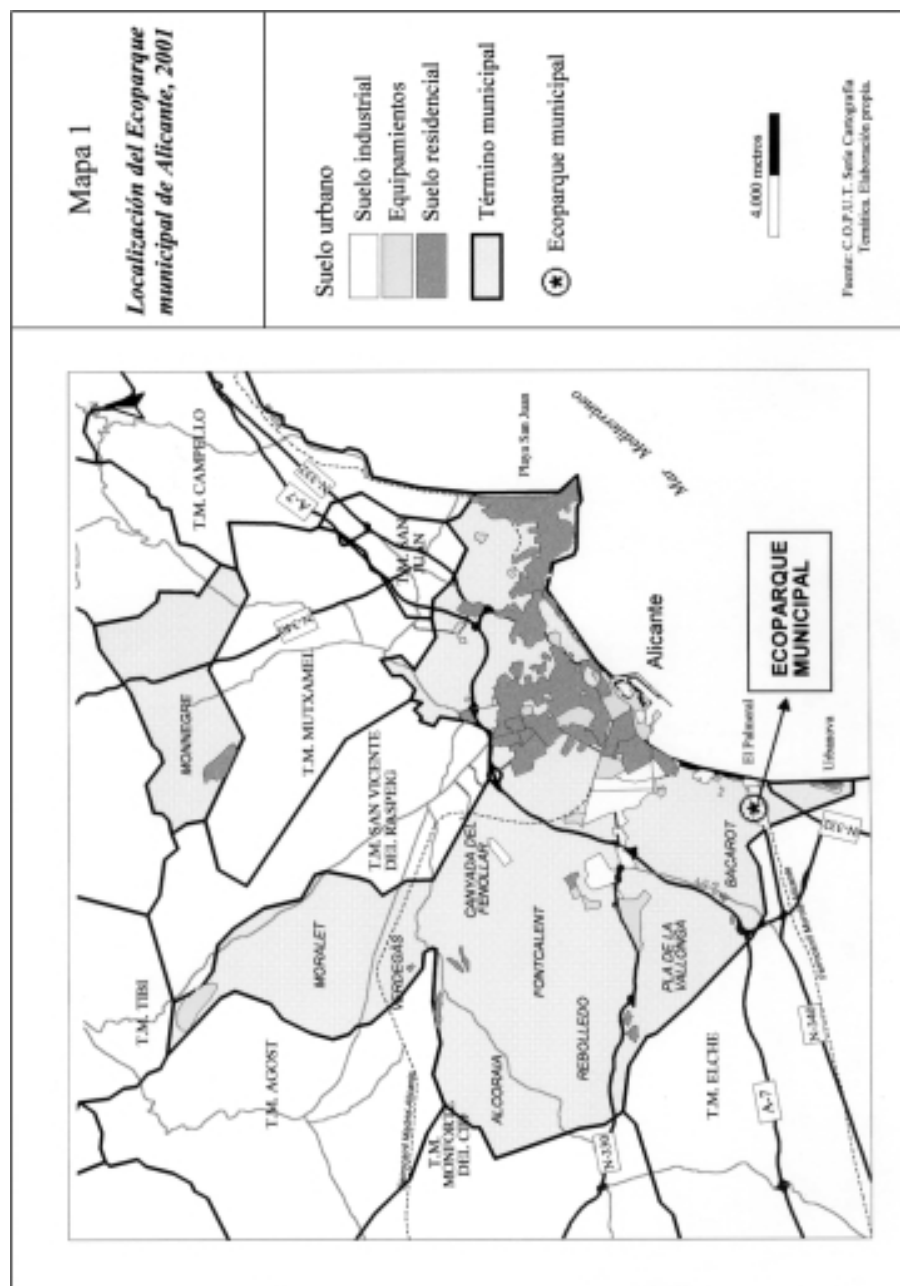 Mapa 1
Localización del Ecoparque
municipal de Alicante, 2001
Suelo urbano
Suelo industrial
Equipamientos
Suelo residencial
Término municipal
Ecoparque municipal
4.000 metros
Fuente: C.O.P.U.T. Serie Cartografía
Temática. Elaboración propia.
T.M. CAMPELLO
A-7
N-332
T.M. SAN
JUAN
Playa San Juan
Mar Mediterráneo
MONNEGRE
N-340
T.M. MUTXAMEL
T.M. SAN VICENTE
DEL RASPEIG
Alicante
ECOPARQUE
MUNICIPAL
El Palmeral
Urbanova
N-332
T.M. TIBI
MORALET
VERDEGAS
CANYADA DEL
FENOLLAR
FONTCALENT
BACAROT
PLA DE LA
VALLONGA
T.M. AGOST
ALCORAIA
REBOLLEDO
T.M.
MONFORTE
DEL CID
N-330
T.M. ELCHE
A-7
N-340